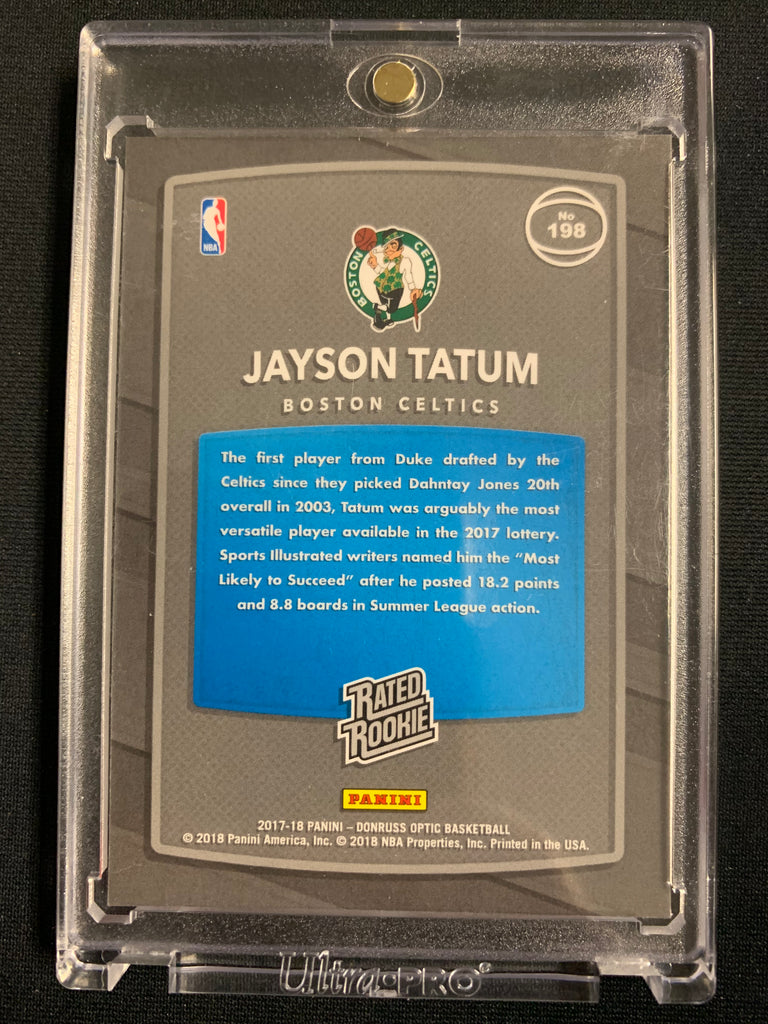 NBA
No
198
BOSTON CELTICS
JAYSON TATUM
BOSTON CELTICS
The first player from Duke drafted by the
Celtics since they picked Dahntay Jones 20th
overall in 2003, Tatum was arguably the most
versatile player available in the 2017 lottery.
Sports Illustrated writers named him the “Most
Likely to Succeed” after he posted 18.2 points
and 8.8 boards in Summer League action.
RATED
ROOKIE
PANINI
2017-18 PANINI – DONRUSS OPTIC BASKETBALL
© 2018 Panini America, Inc. © 2018 NBA Properties, Inc. Printed in the USA.
Ultra•PRO®